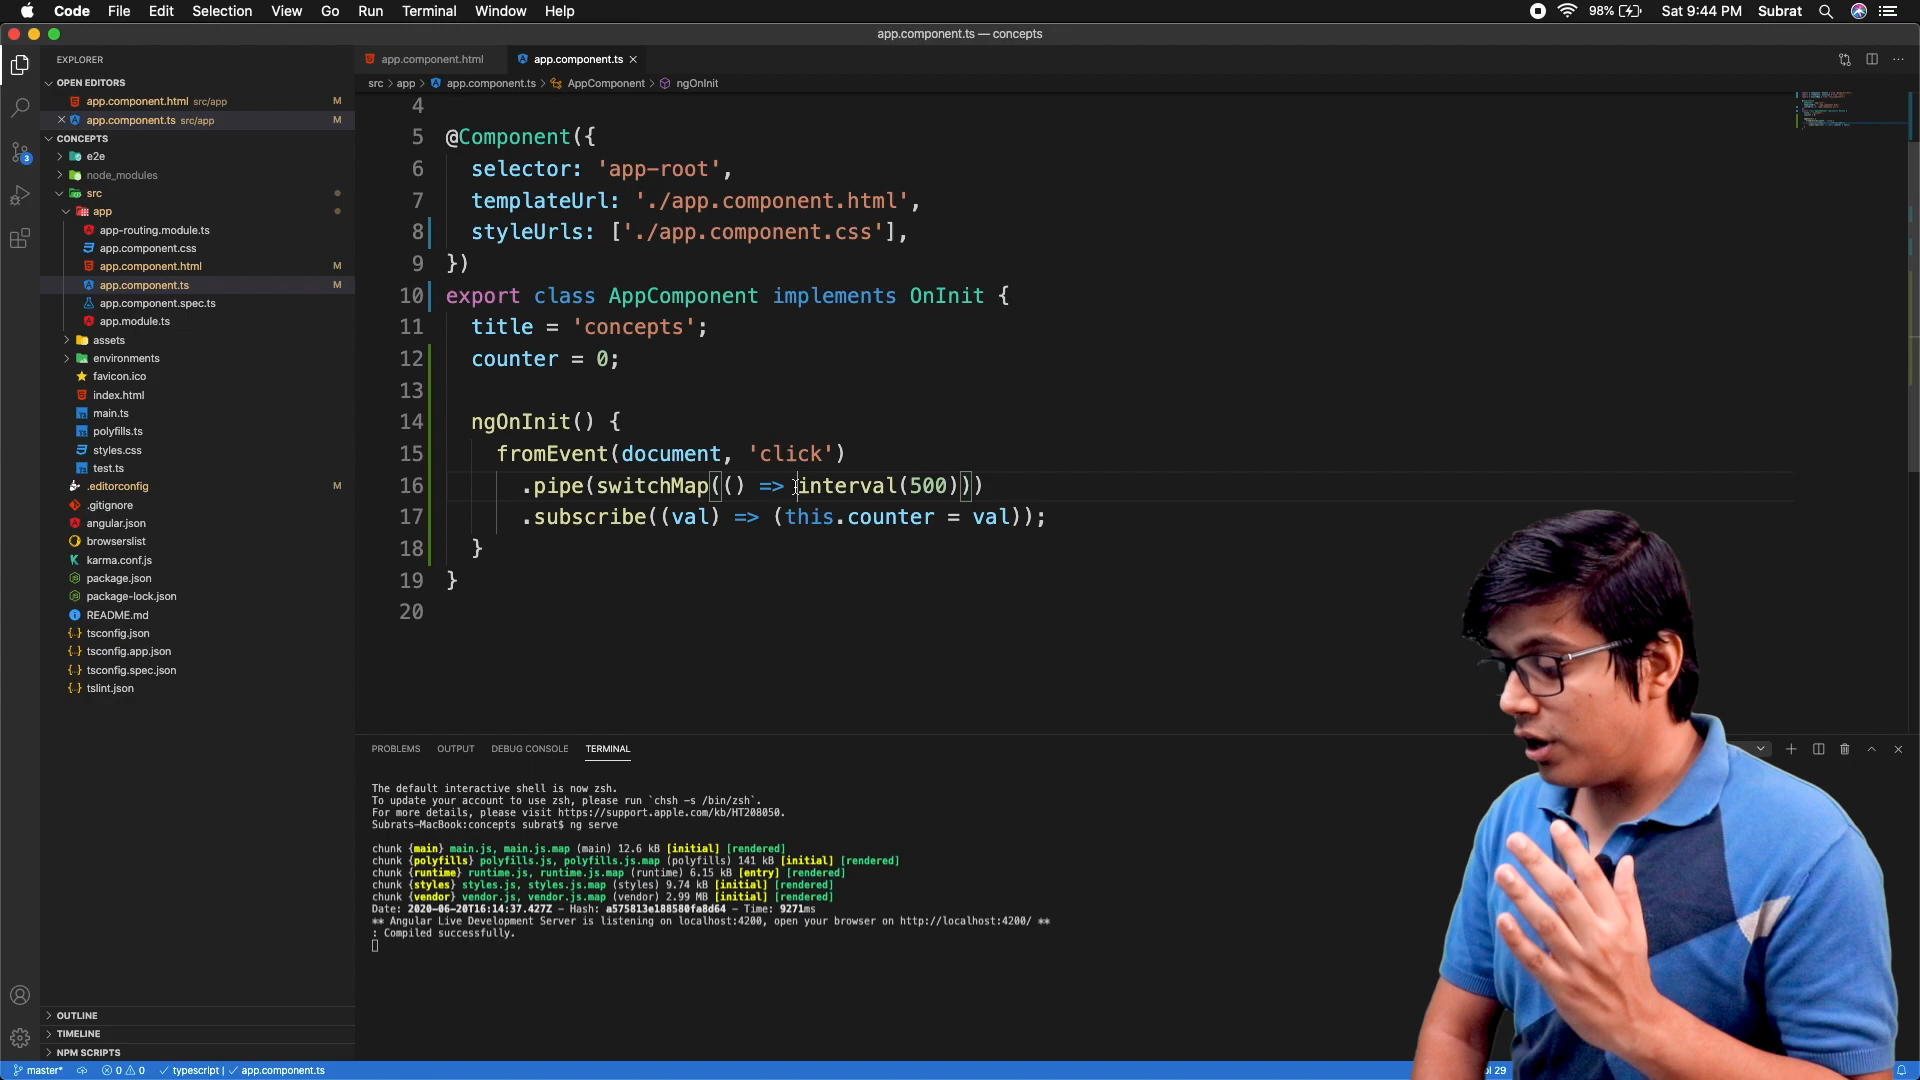 Code File Edit Selection View Go Run Terminal Window Help
98% Sat 9:44 PM Subrat
app.component.ts — concepts
EXPLORER
OPEN EDITORS
app.component.html src/app M
app.component.ts src/app M
CONCEPTS
e2e
node_modules
src
app
app-routing.module.ts
app.component.css
app.component.html M
app.component.ts M
app.component.spec.ts
app.module.ts
assets
environments
favicon.ico
index.html
main.ts
polyfills.ts
styles.css
test.ts
.editorconfig M
.gitignore
angular.json
browserslist
karma.conf.js
package.json
package-lock.json
README.md
tsconfig.json
tsconfig.app.json
tsconfig.spec.json
tslint.json
OUTLINE
TIMELINE
NPM SCRIPTS
3
app.component.html
app.component.ts
src > app > app.component.ts > AppComponent > ngOnInit
4
5 @Component({
6 selector: 'app-root',
7 templateUrl: './app.component.html',
8 styleUrls: ['./app.component.css'],
9 })
10 export class AppComponent implements OnInit {
11 title = 'concepts';
12 counter = 0;
13
14 ngOnInit() {
15 fromEvent(document, 'click')
16 .pipe(switchMap(() => interval(500)))
17 .subscribe((val) => (this.counter = val));
18 }
19 }
20
PROBLEMS OUTPUT DEBUG CONSOLE TERMINAL
The default interactive shell is now zsh.
To update your account to use zsh, please run `chsh -s /bin/zsh`.
For more details, please visit https://support.apple.com/kb/HT208050.
Subrats-MacBook:concepts subrat$ ng serve
chunk {main} main.js, main.js.map (main) 12.6 kB [initial] [rendered]
chunk {polyfills} polyfills.js, polyfills.js.map (polyfills) 141 kB [initial] [rendered]
chunk {runtime} runtime.js, runtime.js.map (runtime) 6.15 kB [entry] [rendered]
chunk {styles} styles.js, styles.js.map (styles) 9.74 kB [initial] [rendered]
chunk {vendor} vendor.js, vendor.js.map (vendor) 2.99 MB [initial] [rendered]
Date: 2020-06-20T16:14:37.427Z - Hash: a575813e188580fa8d64 - Time: 9271ms
** Angular Live Development Server is listening on localhost:4200, open your browser on http://localhost:4200/ **
: Compiled successfully.
master* 0 0 typescript | app.component.ts
29